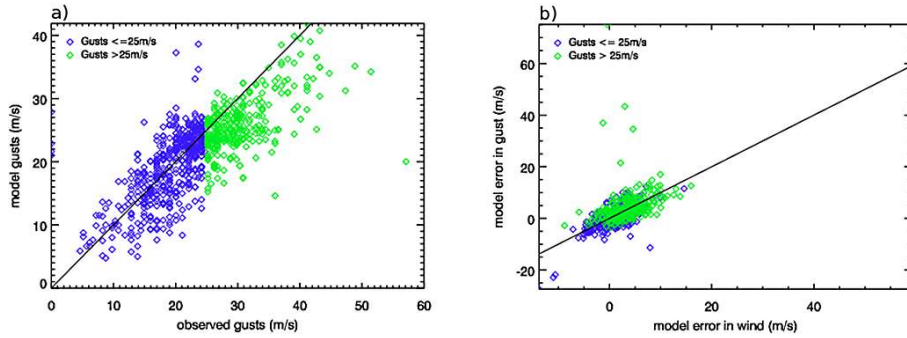 a)
Gusts <=25m/s
Gusts >25m/s
model gusts (m/s)
40
30
20
10
0
0 10 20 30 40 50 60
observed gusts (m/s)
b)
Gusts <= 25m/s
Gusts > 25m/s
model error in gust (m/s)
60
40
20
0
-20
0 20 40
model error in wind (m/s)